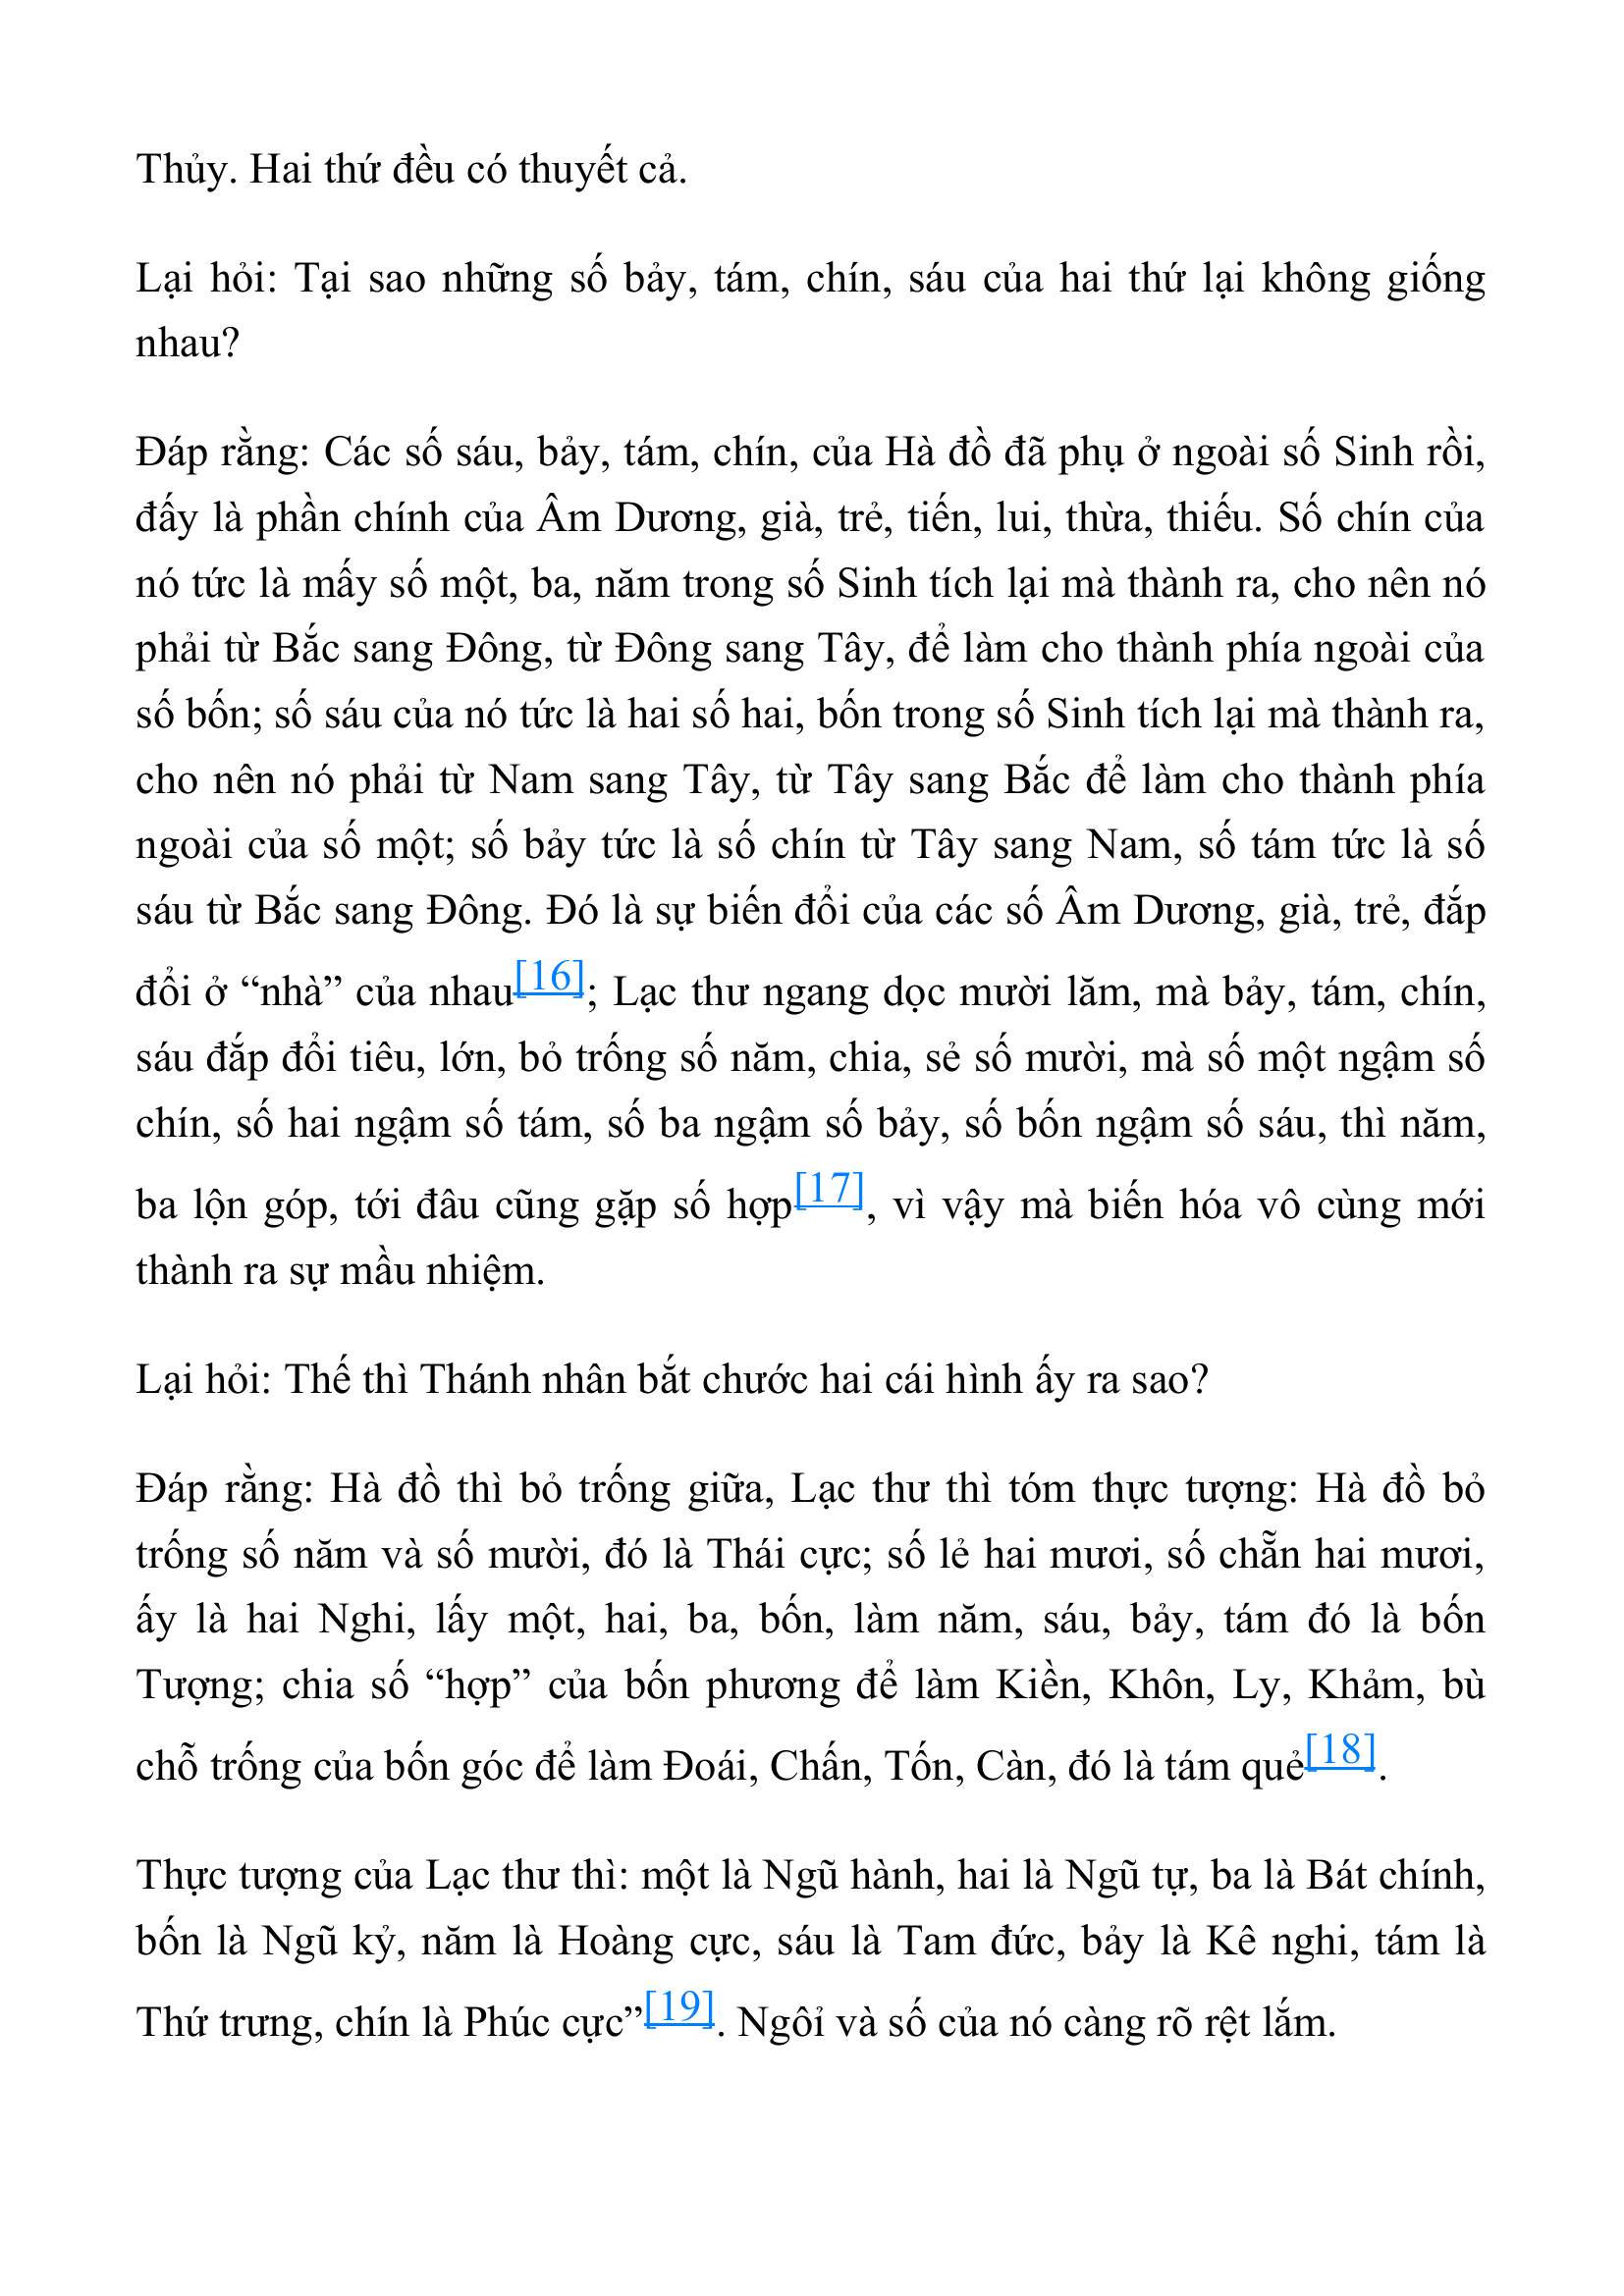 Thủy. Hai thứ đều có thuyết cả.
Lại hỏi: Tại sao những số bảy, tám, chín, sáu của hai thứ lại không giống
nhau?
Đáp rằng: Các số sáu, bảy, tám, chín, của Hà đồ đã phụ ở ngoài số Sinh rồi,
đấy là phần chính của Âm Dương, già, trẻ, tiến, lui, thừa, thiếu. Số chín của
nó tức là mấy số một, ba, năm trong số Sinh tích lại mà thành ra, cho nên nó
phải từ Bắc sang Đông, từ Đông sang Tây, để làm cho thành phía ngoài của
số bốn; số sáu của nó tức là hai số hai, bốn trong số Sinh tích lại mà thành ra,
cho nên nó phải từ Nam sang Tây, từ Tây sang Bắc để làm cho thành phía
ngoài của số một; số bảy tức là số chín từ Tây sang Nam, số tám tức là số
sáu từ Bắc sang Đông. Đó là sự biến đổi của các số Âm Dương, già, trẻ, đắp
đổi ở “nhà” của nhau[16]; Lạc thư ngang dọc mười lăm, mà bảy, tám, chín,
sáu đắp đổi tiêu, lớn, bỏ trống số năm, chia, sẻ số mười, mà số một ngậm số
chín, số hai ngậm số tám, số ba ngậm số bảy, số bốn ngậm số sáu, thì năm,
ba lộn góp, tới đâu cũng gặp số hợp[17], vì vậy mà biến hóa vô cùng mới
thành ra sự mầu nhiệm.
Lại hỏi: Thế thì Thánh nhân bắt chước hai cái hình ấy ra sao?
Đáp rằng: Hà đồ thì bỏ trống giữa, Lạc thư thì tóm thực tượng: Hà đồ bỏ
trống số năm và số mười, đó là Thái cực; số lẻ hai mươi, số chẵn hai mươi,
ấy là hai Nghi, lấy một, hai, ba, bốn, làm năm, sáu, bảy, tám đó là bốn
Tượng; chia số “hợp” của bốn phương để làm Kiền, Khôn, Ly, Khảm, bù
chỗ trống của bốn góc để làm Đoái, Chấn, Tốn, Càn, đó là tám quẻ[18].
Thực tượng của Lạc thư thì: một là Ngũ hành, hai là Ngũ tự, ba là Bát chính,
bốn là Ngũ kỷ, năm là Hoàng cực, sáu là Tam đức, bảy là Kê nghi, tám là
Thứ trưng, chín là Phúc cực”[19]. Ngôi và số của nó càng rõ rệt lắm.